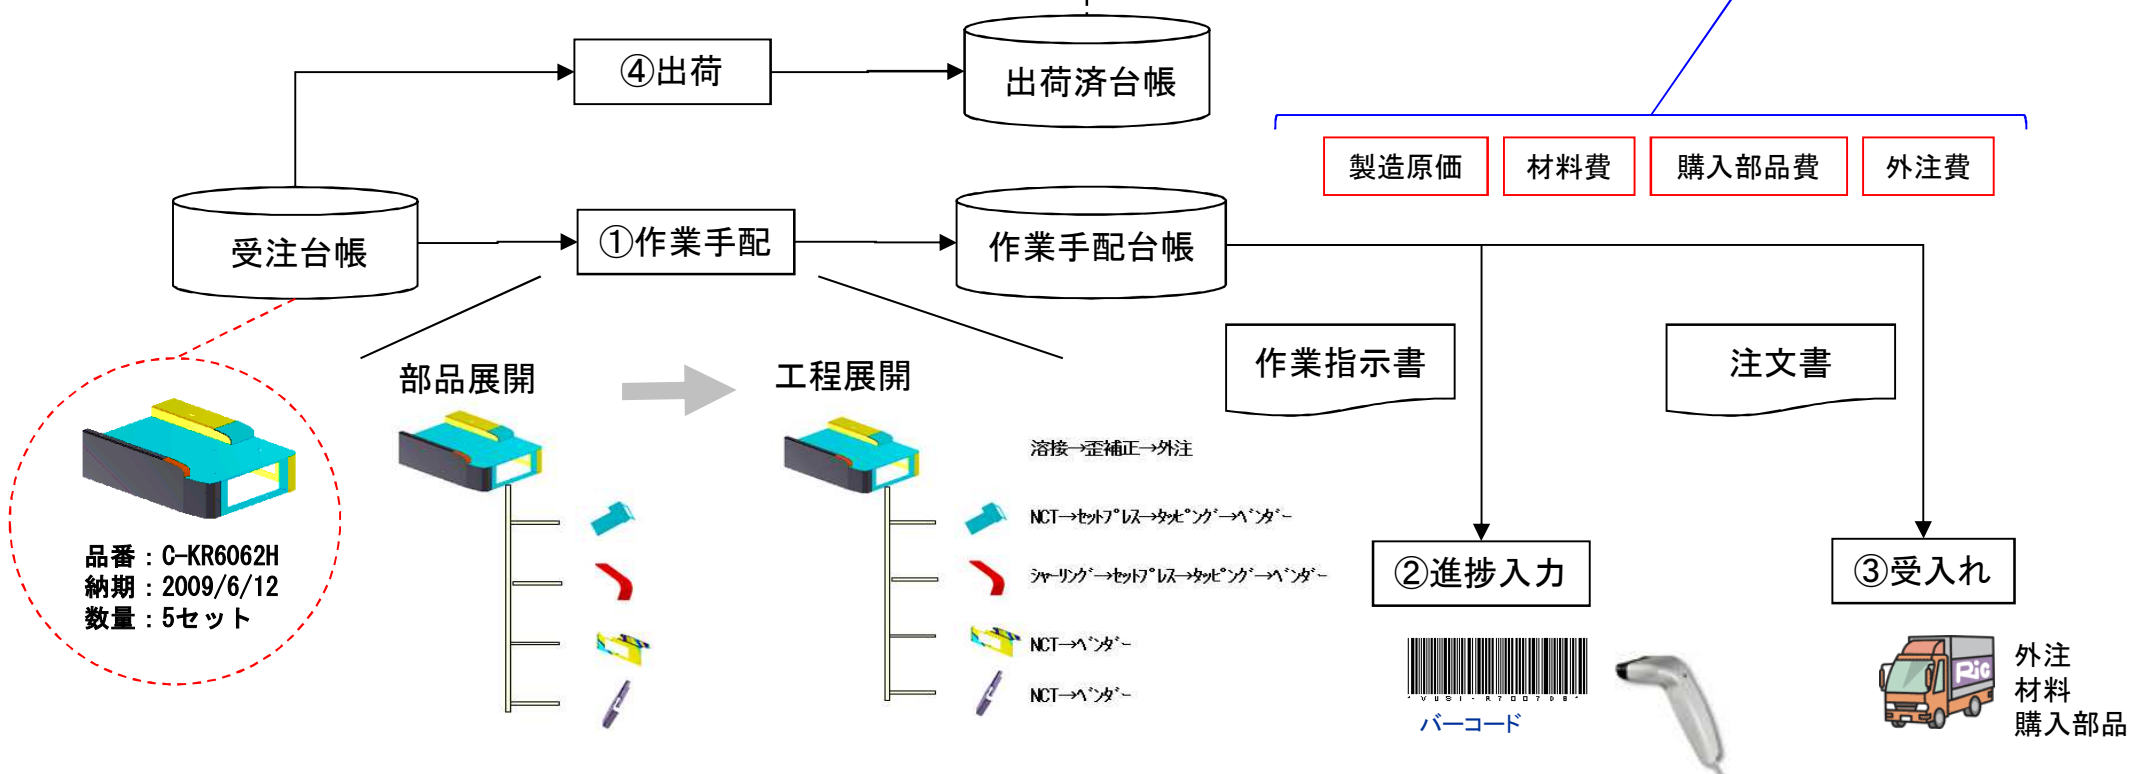 ④出荷
出荷済台帳
製造原価
材料費
購入部品費
外注費
受注台帳
①作業手配
作業手配台帳
作業指示書
注文書
部品展開
工程展開
溶接→歪補正→外注
NCT→ｾｯﾄﾌﾟﾚｽ→ﾀｯﾋﾟﾝｸﾞ→ﾍﾞﾝﾀﾞｰ
ｼｬｰﾘﾝｸﾞ→ｾｯﾄﾌﾟﾚｽ→ﾀｯﾋﾟﾝｸﾞ→ﾍﾞﾝﾀﾞｰ
NCT→ﾍﾞﾝﾀﾞｰ
NCT→ﾍﾞﾝﾀﾞｰ
品番：C-KR6062H
納期：2009/6/12
数量：5セット
②進捗入力
③受入れ
バーコード
Ric
外注
材料
購入部品